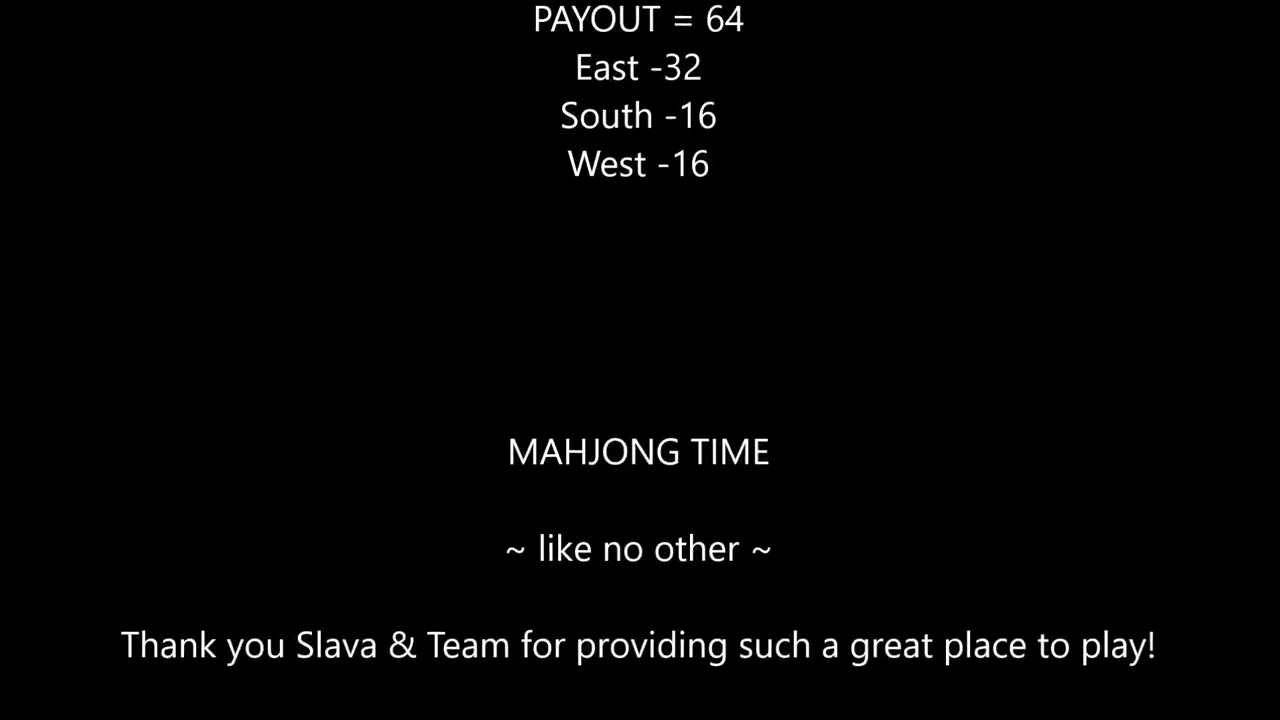 PAYOUT = 64
East -32
South -16
West -16
MAHJONG TIME
~ like no other ~
Thank you Slava & Team for providing such a great place to play!